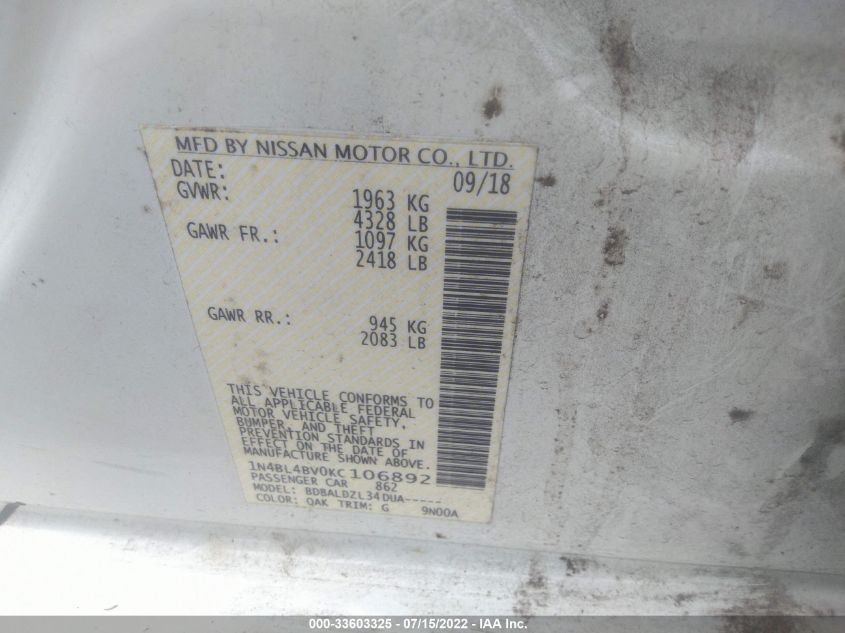 MFD BY NISSAN MOTOR CO., LTD.
DATE: 09/18
GVWR: 1963 KG
4328 LB
GAWR FR.: 1097 KG
2418 LB
GAWR RR.: 945 KG
2083 LB
THIS VEHICLE CONFORMS TO
ALL APPLICABLE FEDERAL
MOTOR VEHICLE SAFETY,
BUMPER, AND THEFT
PREVENTION STANDARDS IN
EFFECT ON THE DATE OF
MANUFACTURE SHOWN ABOVE.
1N4BL4BV0KC106892
PASSENGER CAR 862
MODEL: BDBALDZL34DUA-----
COLOR: QAK TRIM: G 9N00A
000-33603325 - 07/15/2022 - IAA Inc.